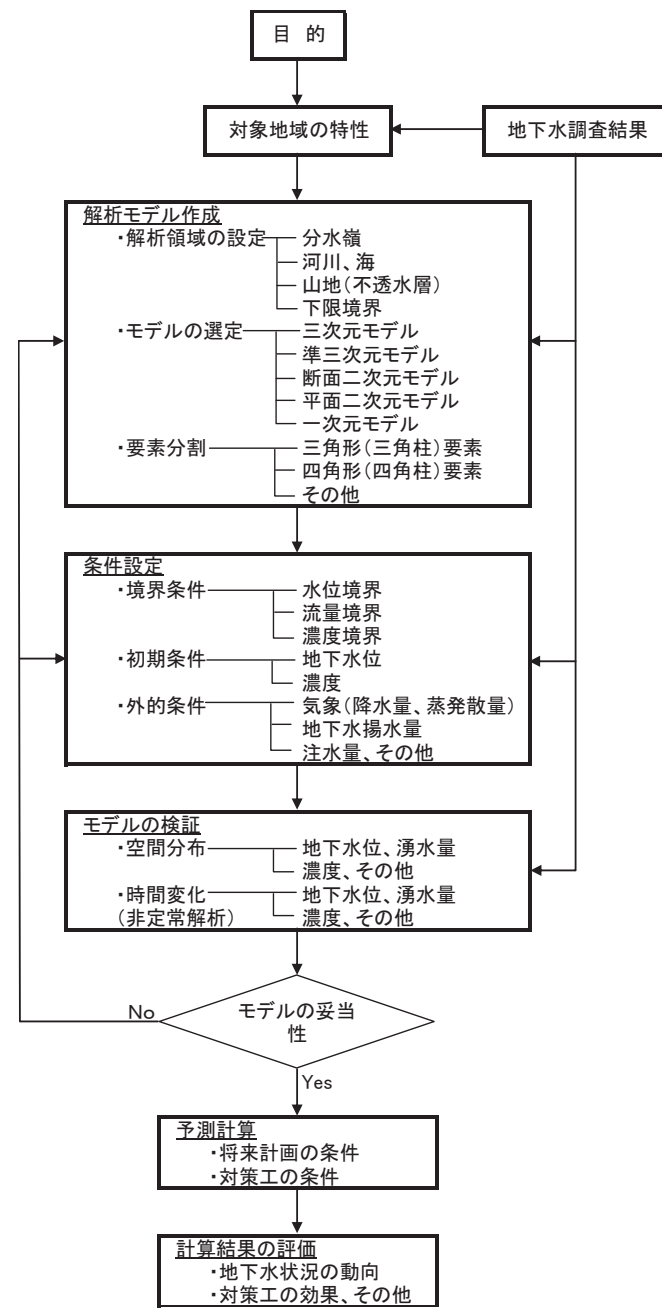 目 的
対象地域の特性
地下水調査結果
解析モデル作成
・解析領域の設定 分水嶺
河川、海
山地(不透水層)
下限境界
・モデルの選定 三次元モデル
準三次元モデル
断面二次元モデル
平面二次元モデル
一次元モデル
・要素分割 三角形(三角柱)要素
四角形(四角柱)要素
その他
条件設定
・境界条件 水位境界
流量境界
濃度境界
・初期条件 地下水位
濃度
・外的条件 気象(降水量、蒸発散量)
地下水揚水量
注水量、その他
モデルの検証
・空間分布 地下水位、湧水量
濃度、その他
・時間変化 地下水位、湧水量
(非定常解析) 濃度、その他
No
モデルの妥当
性
Yes
予測計算
・将来計画の条件
・対策工の条件
計算結果の評価
・地下水状況の動向
・対策工の効果、その他